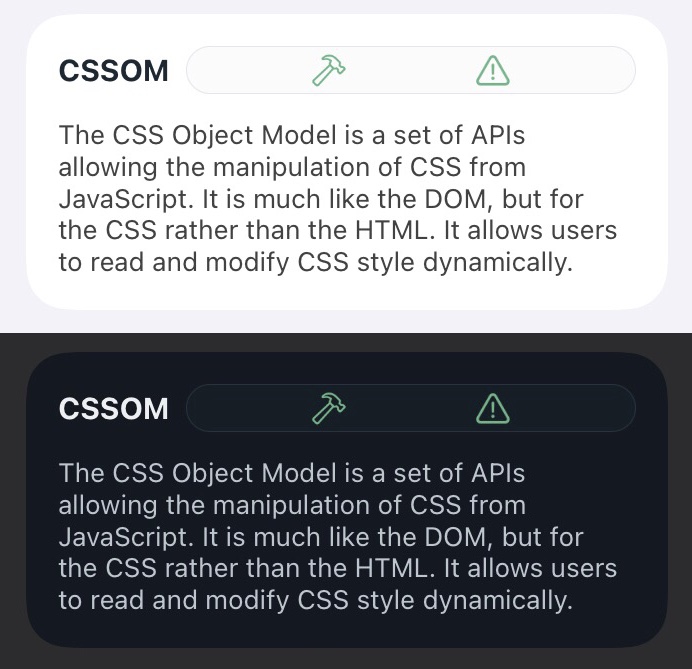 CSSOM
The CSS Object Model is a set of APIs
allowing the manipulation of CSS from
JavaScript. It is much like the DOM, but for
the CSS rather than the HTML. It allows users
to read and modify CSS style dynamically.
CSSOM
The CSS Object Model is a set of APIs
allowing the manipulation of CSS from
JavaScript. It is much like the DOM, but for
the CSS rather than the HTML. It allows users
to read and modify CSS style dynamically.